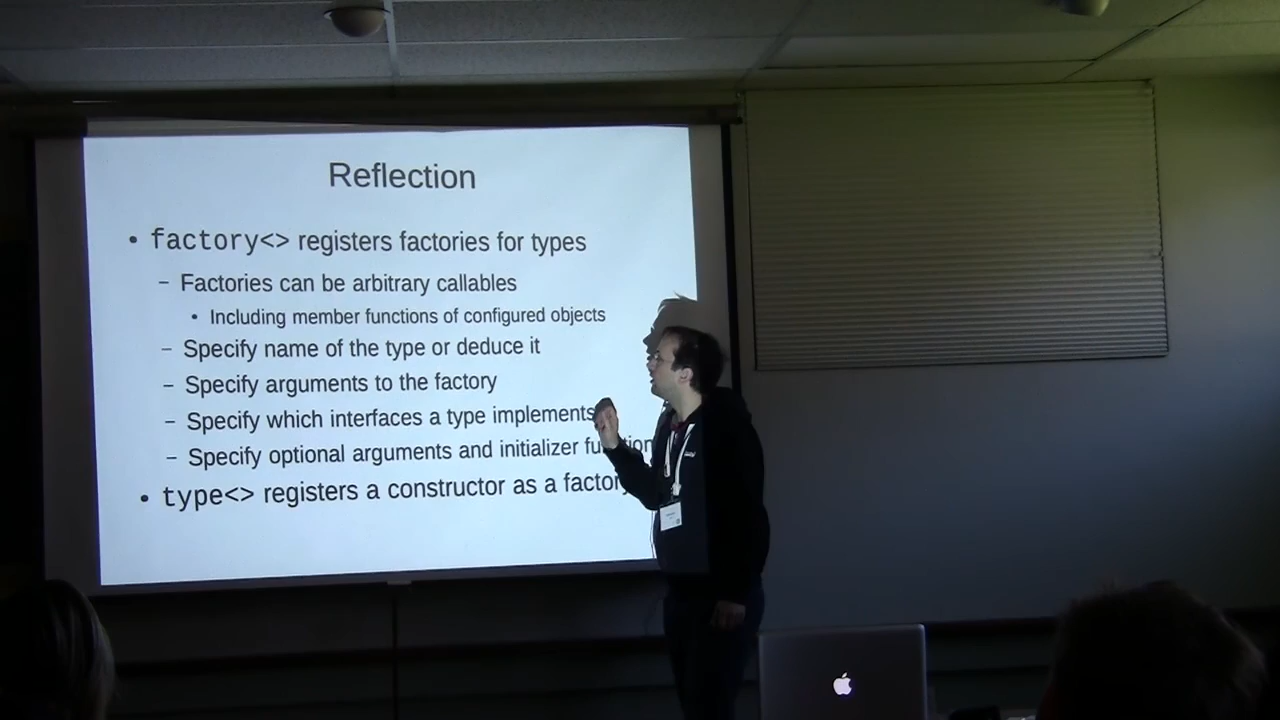 Reflection
• factory<> registers factories for types
– Factories can be arbitrary callables
• Including member functions of configured objects
– Specify name of the type or deduce it
– Specify arguments to the factory
– Specify which interfaces a type implements
– Specify optional arguments and initializer function
• type<> registers a constructor as a factory